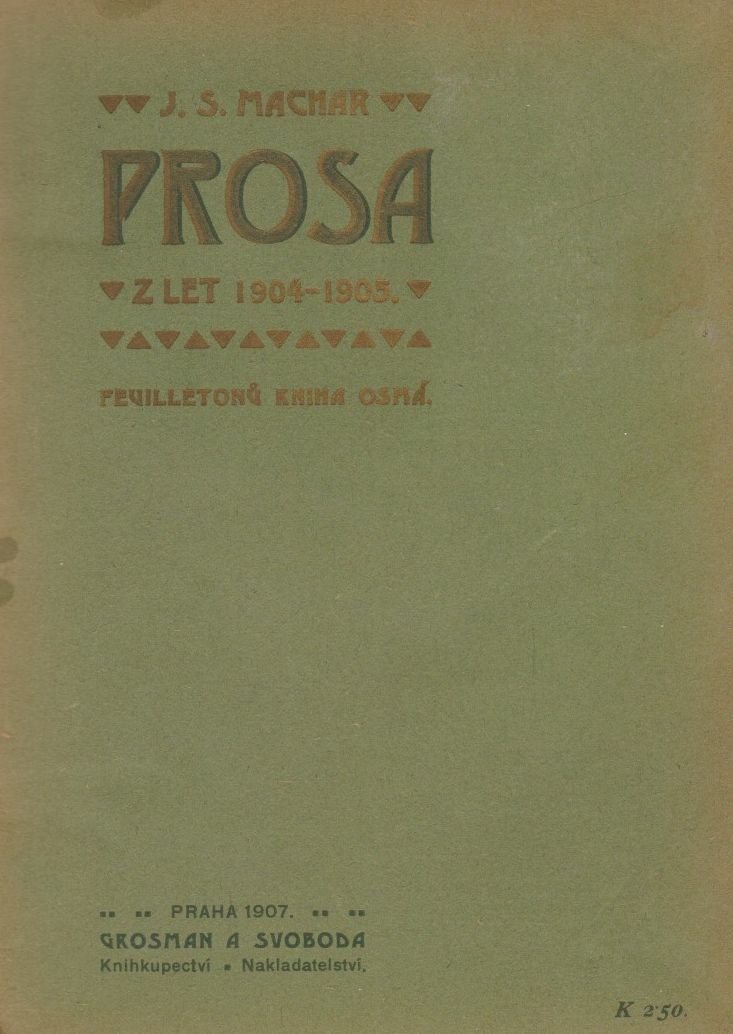 J. S. MACHAR
PROSA
Z LET 1904-1905.
FEUILLETONŮ KNIHA OSMÁ.
PRAHA 1907.
GROSMAN A SVOBODA
Knihkupectví ▪ Nakladatelství.
K 2·50.